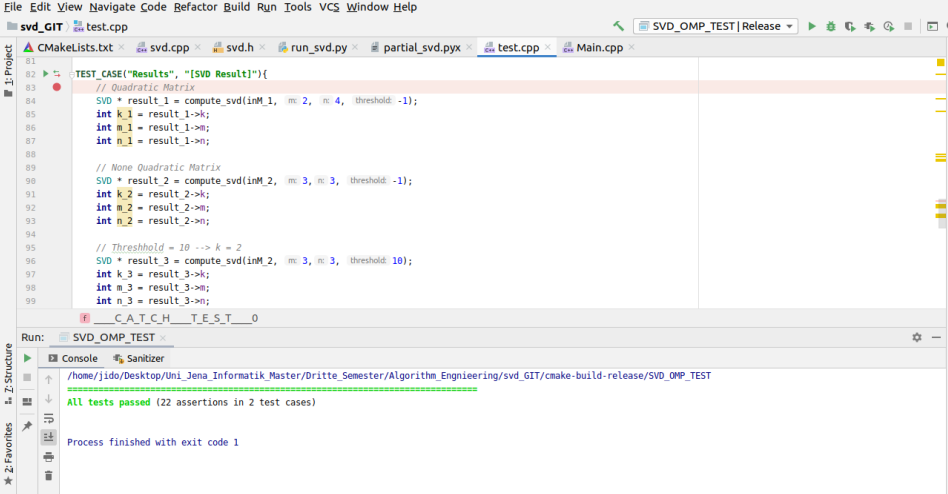 File Edit View Navigate Code Refactor Build Run Tools VCS Window Help
svd_GIT test.cpp SVD_OMP_TEST | Release
CMakeLists.txt svd.cpp svd.h run_svd.py partial_svd.pyx test.cpp Main.cpp
1: Project
81
82 TEST_CASE("Results", "[SVD Result]"){
83 // Quadratic Matrix
84 SVD * result_1 = compute_svd(inM_1, m: 2, n: 4, threshold: -1);
85 int k_1 = result_1->k;
86 int m_1 = result_1->m;
87 int n_1 = result_1->n;
88
89 // None Quadratic Matrix
90 SVD * result_2 = compute_svd(inM_2, m: 3, n: 3, threshold: -1);
91 int k_2 = result_2->k;
92 int m_2 = result_2->m;
93 int n_2 = result_2->n;
94
95 // Threshhold = 10 --> k = 2
96 SVD * result_3 = compute_svd(inM_2, m: 3, n: 3, threshold: 10);
97 int k_3 = result_3->k;
98 int m_3 = result_3->m;
99 int n_3 = result_3->n;
f ____C_A_T_C_H____T_E_S_T____0
Run: SVD_OMP_TEST
Console Sanitizer
/home/jido/Desktop/Uni_Jena_Informatik_Master/Dritte_Semester/Algorithm_Engnieering/svd_GIT/cmake-build-release/SVD_OMP_TEST
===============================================================================
All tests passed (22 assertions in 2 test cases)
Process finished with exit code 1
7: Structure
2: Favorites